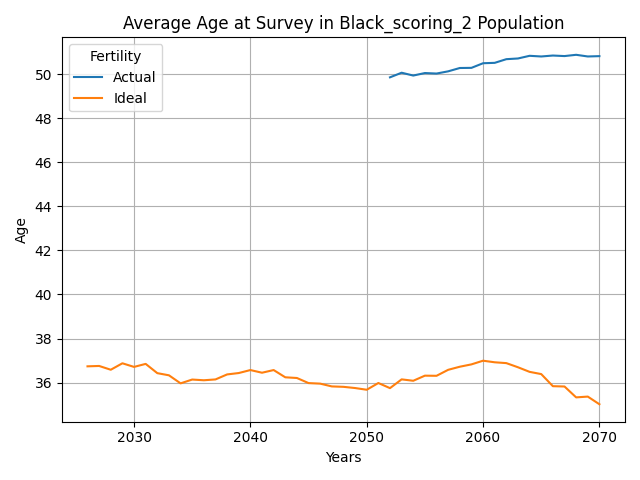 Average Age at Survey in Black_scoring_2 Population
Fertility
Actual
Ideal
50
48
46
44
42
40
38
36
Age
2030
2040
2050
2060
2070
Years